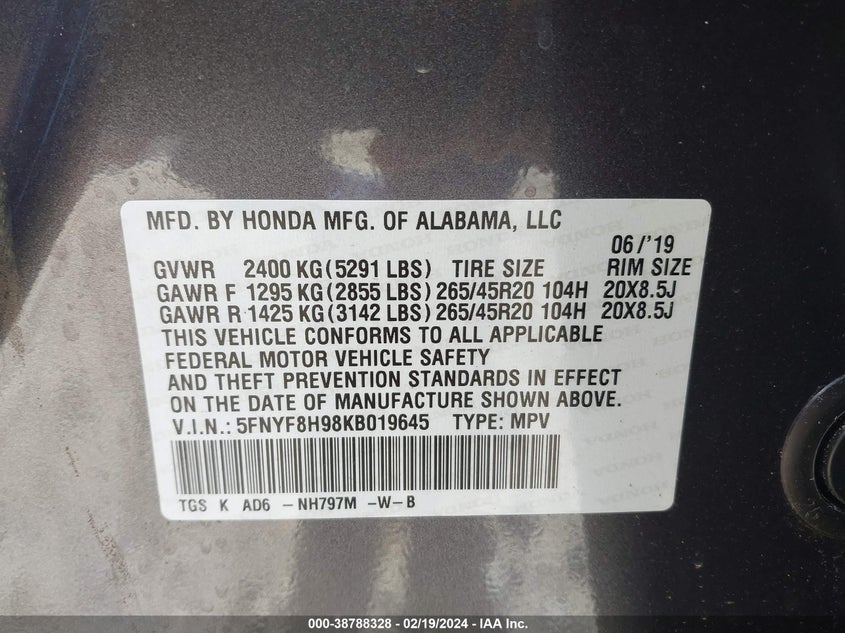 MFD. BY HONDA MFG. OF ALABAMA, LLC
06/'19
GVWR 2400 KG(5291 LBS) TIRE SIZE RIM SIZE
GAWR F 1295 KG(2855 LBS) 265/45R20 104H 20X8.5J
GAWR R 1425 KG(3142 LBS) 265/45R20 104H 20X8.5J
THIS VEHICLE CONFORMS TO ALL APPLICABLE
FEDERAL MOTOR VEHICLE SAFETY
AND THEFT PREVENTION STANDARDS IN EFFECT
ON THE DATE OF MANUFACTURE SHOWN ABOVE.
V.I.N.: 5FNYF8H98KB019645 TYPE: MPV
TGS K AD6 -NH797M -W-B
000-38788328 - 02/19/2024 - IAA Inc.